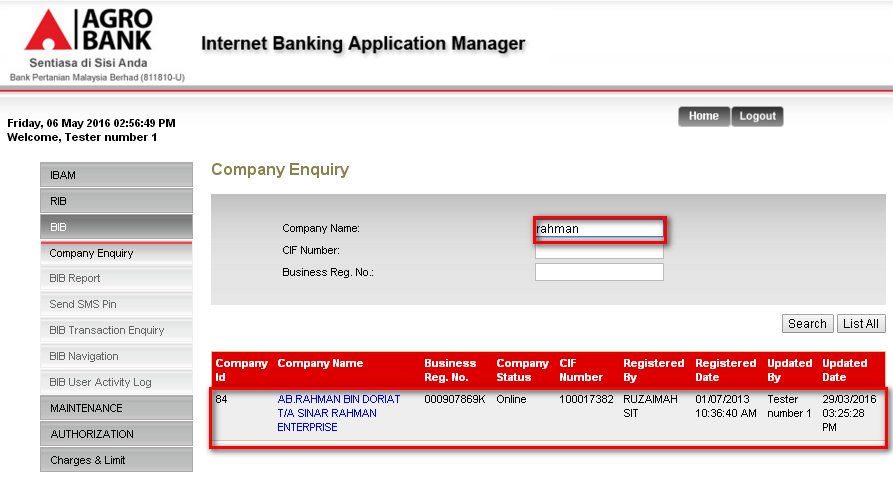 AGRO
BANK
Sentiasa di Sisi Anda
Bank Pertanian Malaysia Berhad (811810-U)
Internet Banking Application Manager
Friday, 06 May 2016 02:56:49 PM
Welcome, Tester number 1
Home Logout
IBAM
RIB
BIB
Company Enquiry
BIB Report
Send SMS Pin
BIB Transaction Enquiry
BIB Navigation
BIB User Activity Log
MAINTENANCE
AUTHORIZATION
Charges & Limit
Company Enquiry
Company Name: rahman
CIF Number:
Business Reg. No.:
Search List All
Company Company Name Business Company CIF Registered Registered Updated Updated
Id Reg. No. Status Number By Date By Date
84 AB.RAHMAN BIN DORIAT 000907869K Online 100017382 RUZAIMAH 01/07/2013 Tester 29/03/2016
T/A SINAR RAHMAN SIT 10:36:40 AM number 1 03:25:28
ENTERPRISE PM